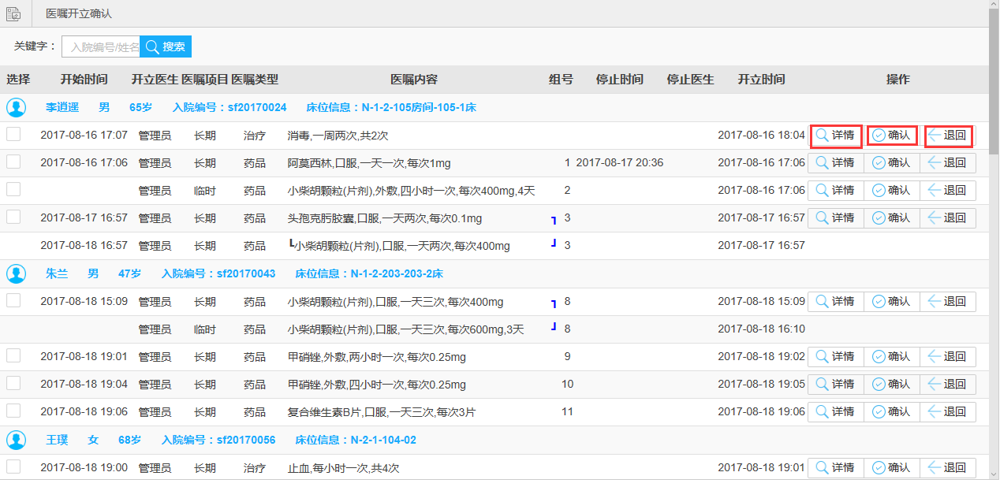 医嘱开立确认
关键字： 入院编号/姓名 搜索
选择 开始时间 开立医生 医嘱项目 医嘱类型 医嘱内容 组号 停止时间 停止医生 开立时间 操作
李逍遥 男 65岁 入院编号：sf20170024 床位信息：N-1-2-105房间-105-1床
2017-08-16 17:07 管理员 长期 治疗 消毒,一周两次,共2次 2017-08-16 18:04 详情 确认 退回
2017-08-16 17:06 管理员 长期 药品 阿莫西林,口服,一天一次,每次1mg 1 2017-08-17 20:36 2017-08-16 17:06 详情 确认 退回
管理员 临时 药品 小柴胡颗粒(片剂),外敷,四小时一次,每次400mg,4天 2 2017-08-16 17:06 详情 确认 退回
2017-08-17 16:57 管理员 长期 药品 头孢克肟胶囊,口服,一天两次,每次0.1mg ┓ 3 2017-08-17 16:57 详情 确认 退回
2017-08-18 16:57 管理员 长期 药品 ┗小柴胡颗粒(片剂),口服,一天两次,每次400mg ┛ 3 2017-08-17 16:57
朱兰 男 47岁 入院编号：sf20170043 床位信息：N-1-2-203-203-2床
2017-08-18 15:09 管理员 长期 药品 小柴胡颗粒(片剂),口服,一天三次,每次400mg ┓ 8 2017-08-18 15:09 详情 确认 退回
管理员 临时 药品 小柴胡颗粒(片剂),口服,一天三次,每次600mg,3天 ┛ 8 2017-08-18 16:10
2017-08-18 19:01 管理员 长期 药品 甲硝锉,外敷,两小时一次,每次0.25mg 9 2017-08-18 19:02 详情 确认 退回
2017-08-18 19:04 管理员 长期 药品 甲硝锉,外敷,四小时一次,每次0.25mg 10 2017-08-18 19:05 详情 确认 退回
2017-08-18 19:06 管理员 长期 药品 复合维生素B片,口服,一天三次,每次3片 11 2017-08-18 19:06 详情 确认 退回
王璞 女 68岁 入院编号：sf20170056 床位信息：N-2-1-104-02
2017-08-18 19:00 管理员 长期 治疗 止血,每小时一次,共4次 2017-08-18 19:01 详情 确认 退回